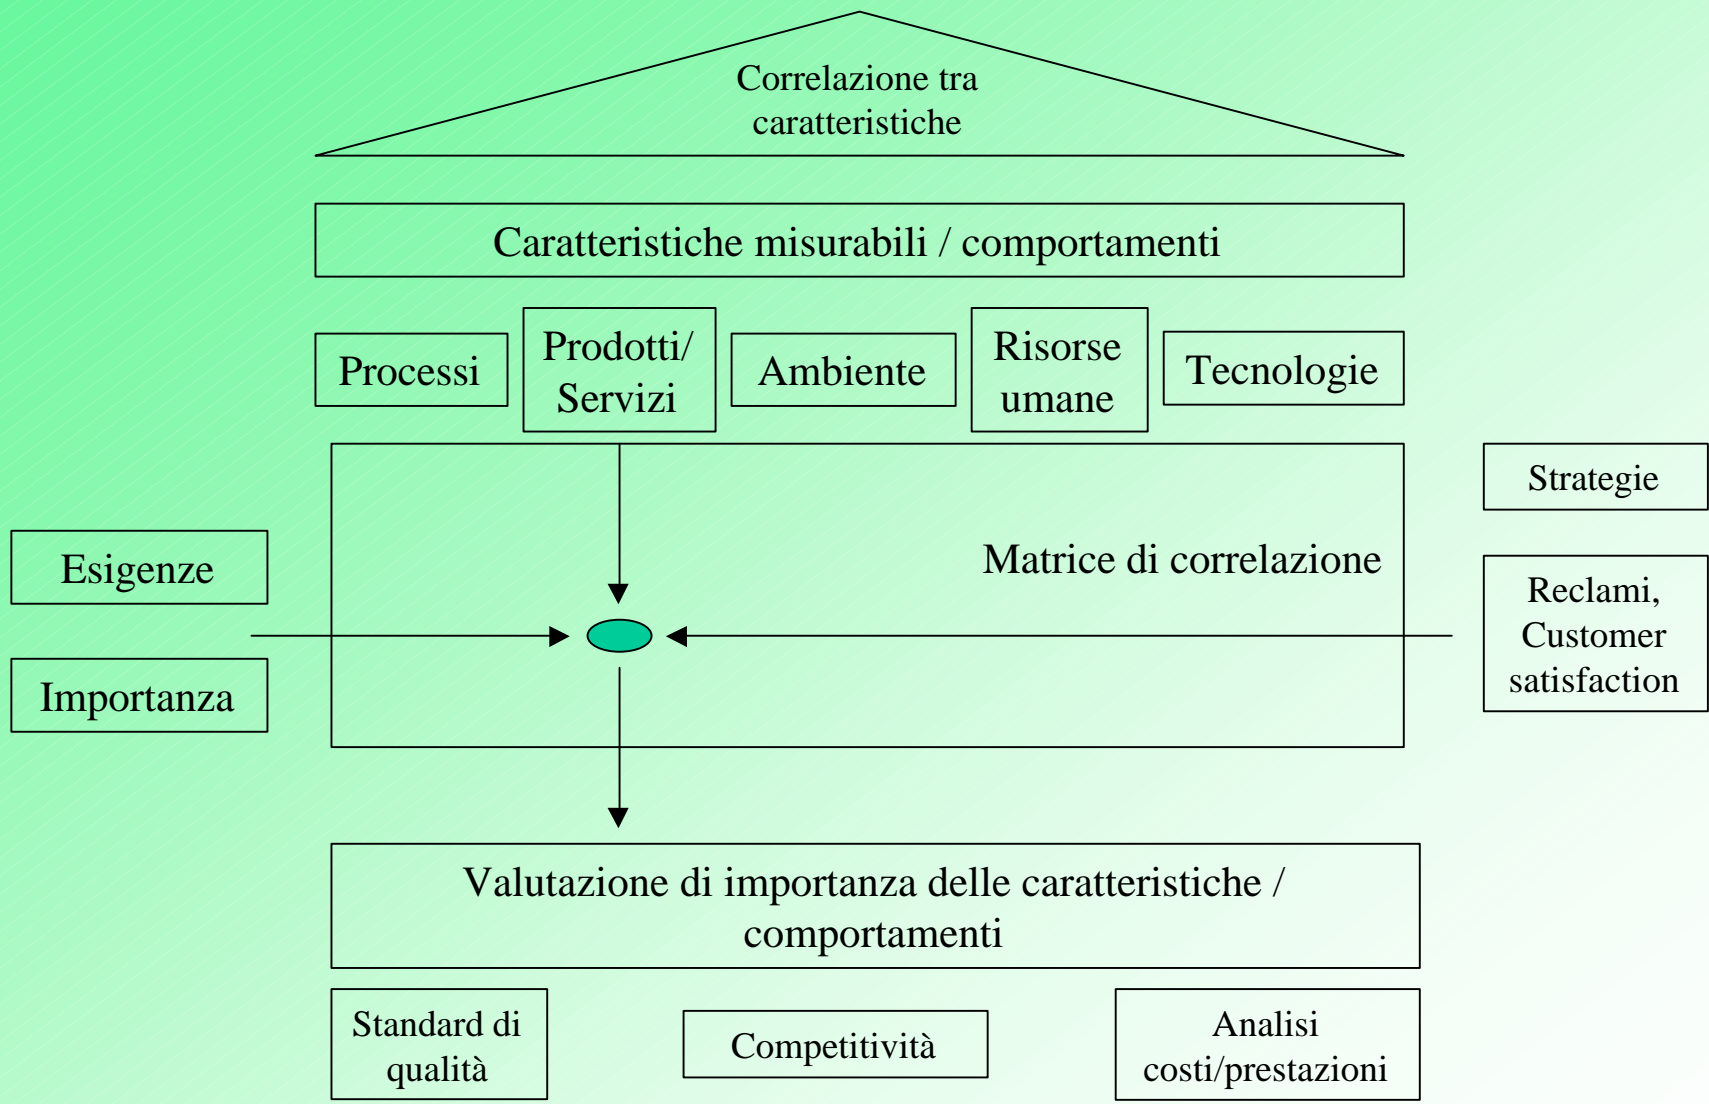 Correlazione tra
caratteristiche
Caratteristiche misurabili / comportamenti
Processi
Prodotti/
Servizi
Ambiente
Risorse
umane
Tecnologie
Strategie
Matrice di correlazione
Esigenze
Importanza
Reclami,
Customer
satisfaction
Valutazione di importanza delle caratteristiche /
comportamenti
Standard di
qualità
Competitività
Analisi
costi/prestazioni